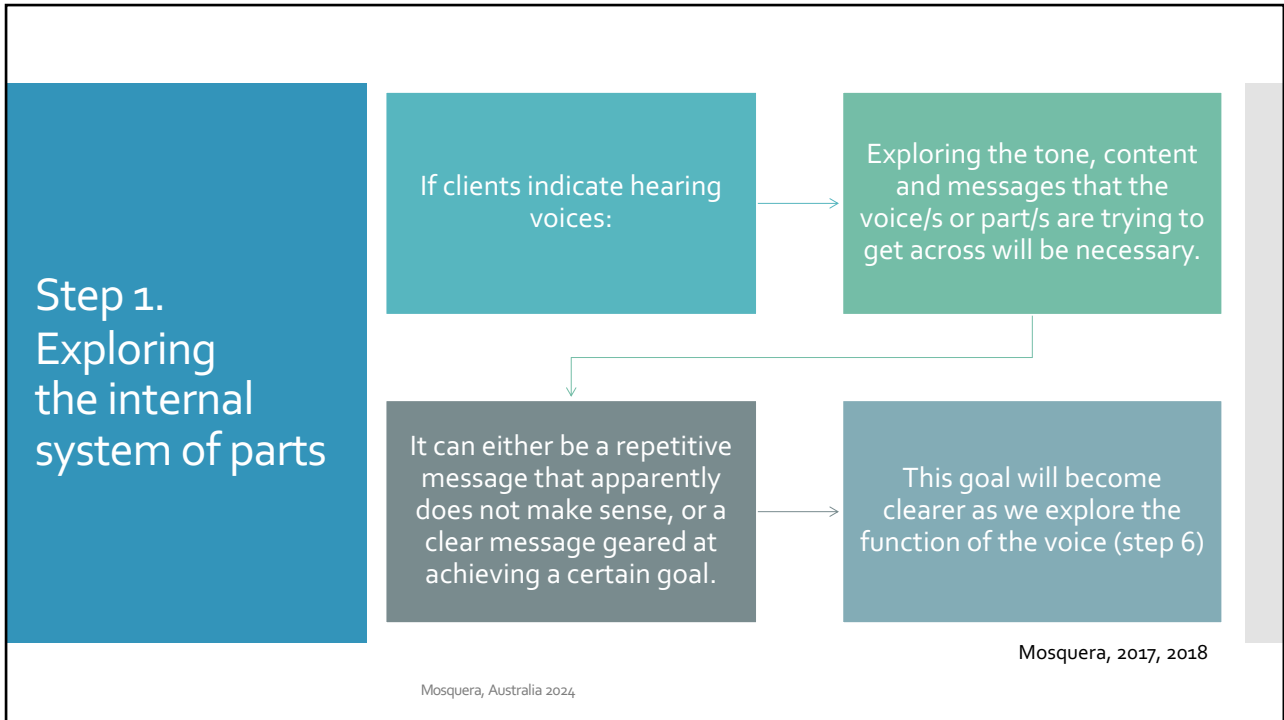 Step 1.
Exploring
the internal
system of parts
If clients indicate hearing
voices:
Exploring the tone, content
and messages that the
voice/s or part/s are trying to
get across will be necessary.
It can either be a repetitive
message that apparently
does not make sense, or a
clear message geared at
achieving a certain goal.
This goal will become
clearer as we explore the
function of the voice (step 6)
Mosquera, 2017, 2018
Mosquera, Australia 2024